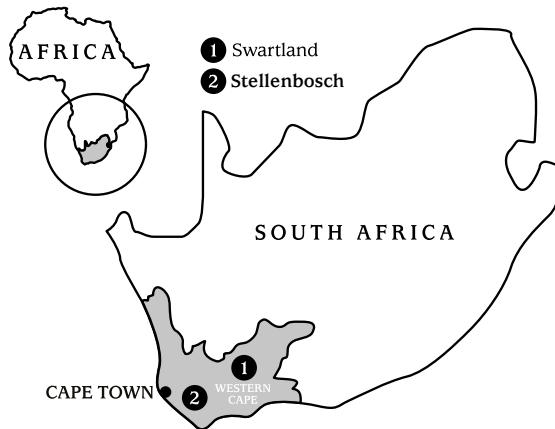 AFRICA
1 Swartland
2 Stellenbosch
SOUTH AFRICA
1
WESTERN
CAPE
CAPE TOWN
2